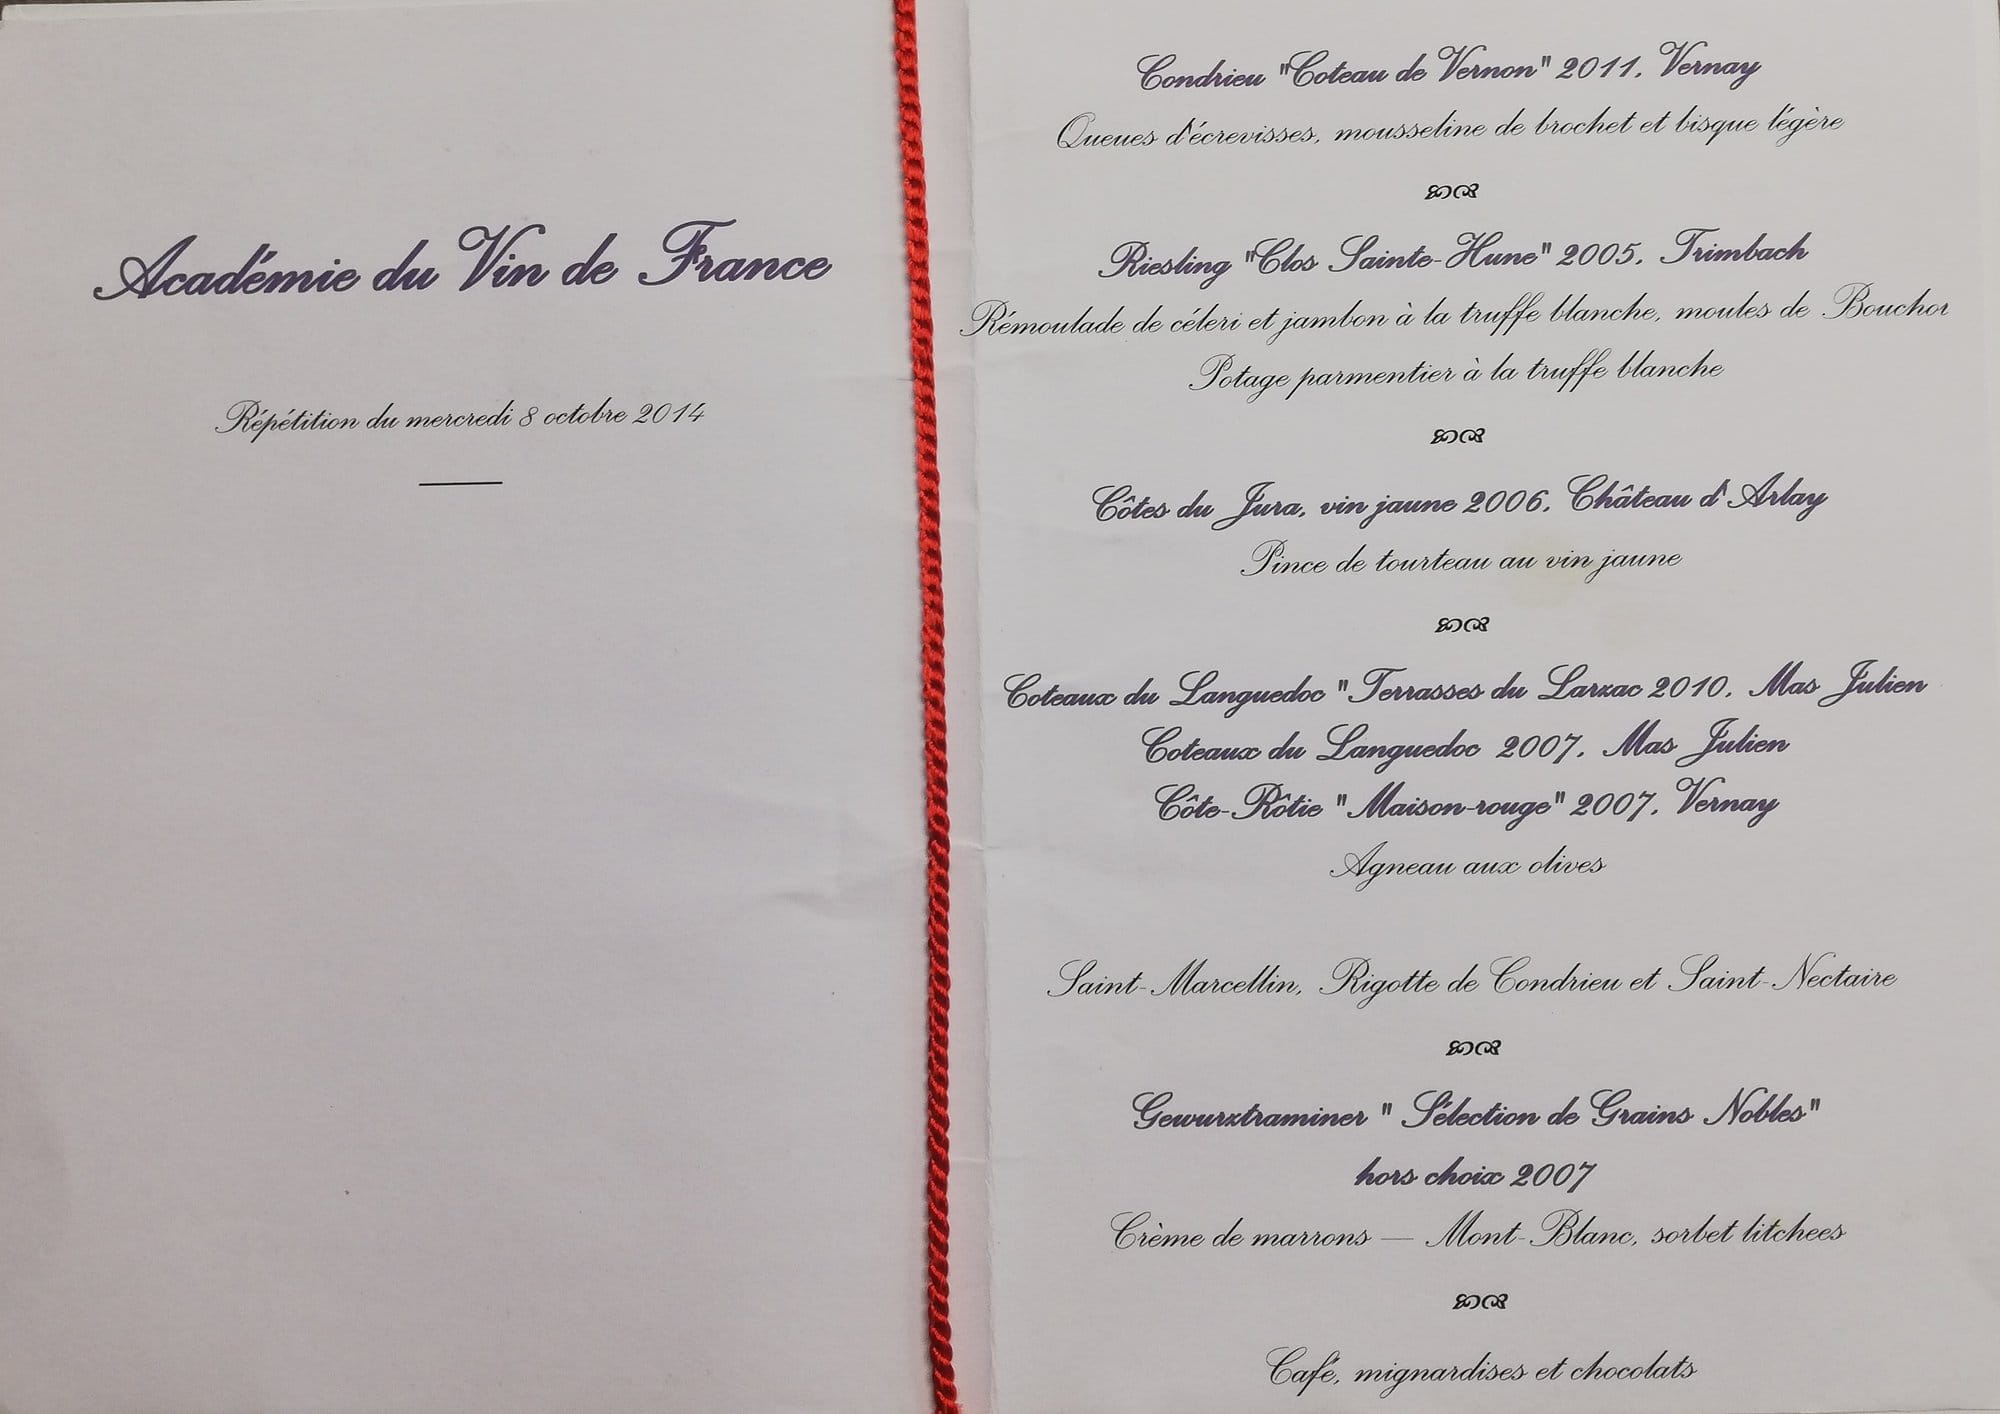 Académie du Vin de France
Répétition du mercredi 8 octobre 2014
Condrieu "Coteau de Vernon" 2011, Vernay
Queues d'écrevisses, mousseline de brochet et bisque légère
Riesling "Clos Sainte-Hune" 2005, Trimbach
Rémoulade de céleri et jambon à la truffe blanche, moules de Bouchot
Potage parmentier à la truffe blanche
Côtes du Jura, vin jaune 2006, Château d'Arlay
Pince de tourteau au vin jaune
Coteaux du Languedoc "Terrasses du Larzac 2010, Mas Julien
Coteaux du Languedoc 2007, Mas Julien
Côte-Rôtie "Maison-rouge" 2007, Vernay
Agneau aux olives
Saint-Marcellin, Rigotte de Condrieu et Saint-Nectaire
Gewurztraminer " Sélection de Grains Nobles"
hors choix 2007
Crème de marrons — Mont-Blanc, sorbet litchees
Café, mignardises et chocolats